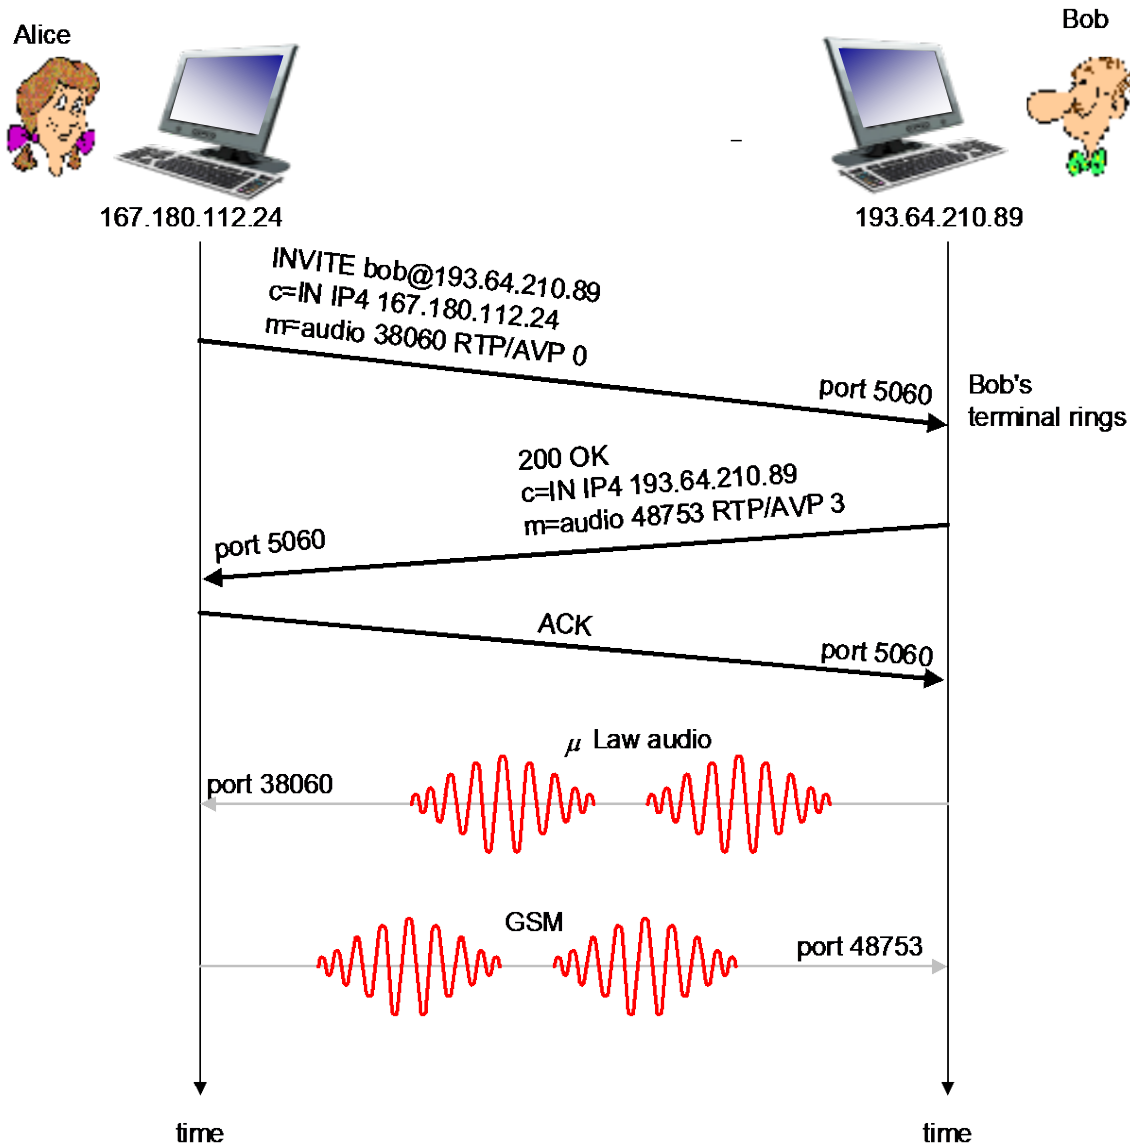 Alice
Bob
167.180.112.24
193.64.210.89
INVITE bob@193.64.210.89
c=IN IP4 167.180.112.24
m=audio 38060 RTP/AVP 0
port 5060
Bob's
terminal rings
200 OK
c=IN IP4 193.64.210.89
m=audio 48753 RTP/AVP 3
port 5060
ACK
port 5060
μ Law audio
port 38060
GSM
port 48753
time
time